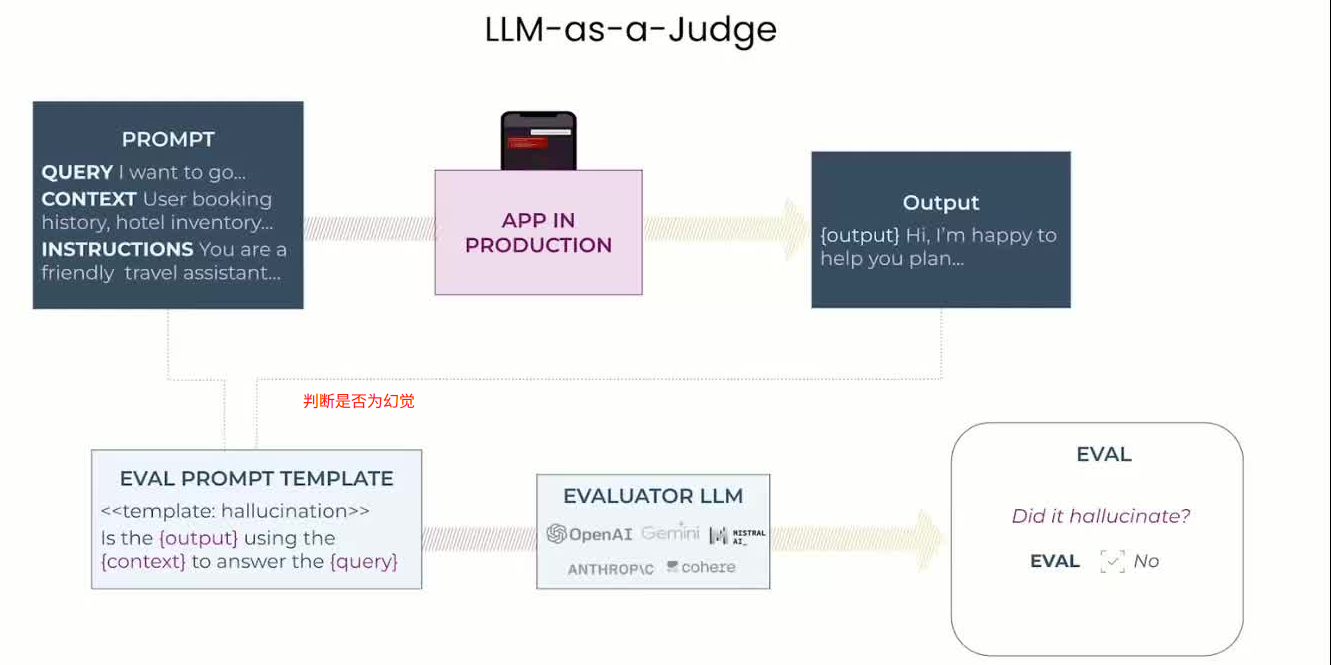 LLM-as-a-Judge
PROMPT
QUERY I want to go...
CONTEXT User booking
history, hotel inventory...
INSTRUCTIONS You are a
friendly travel assistant...
APP IN
PRODUCTION
Output
{output} Hi, I'm happy to
help you plan...
判断是否为幻觉
EVAL PROMPT TEMPLATE
<<template: hallucination>>
Is the {output} using the
{context} to answer the {query}
EVALUATOR LLM
OpenAI Gemini MISTRAL
AI_
ANTHROP\C cohere
EVAL
Did it hallucinate?
EVAL No